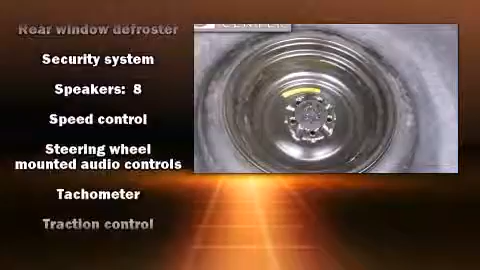 Rear window defroster
Security system
Speakers: 8
Speed control
Steering wheel
mounted audio controls
Tachometer
Traction control